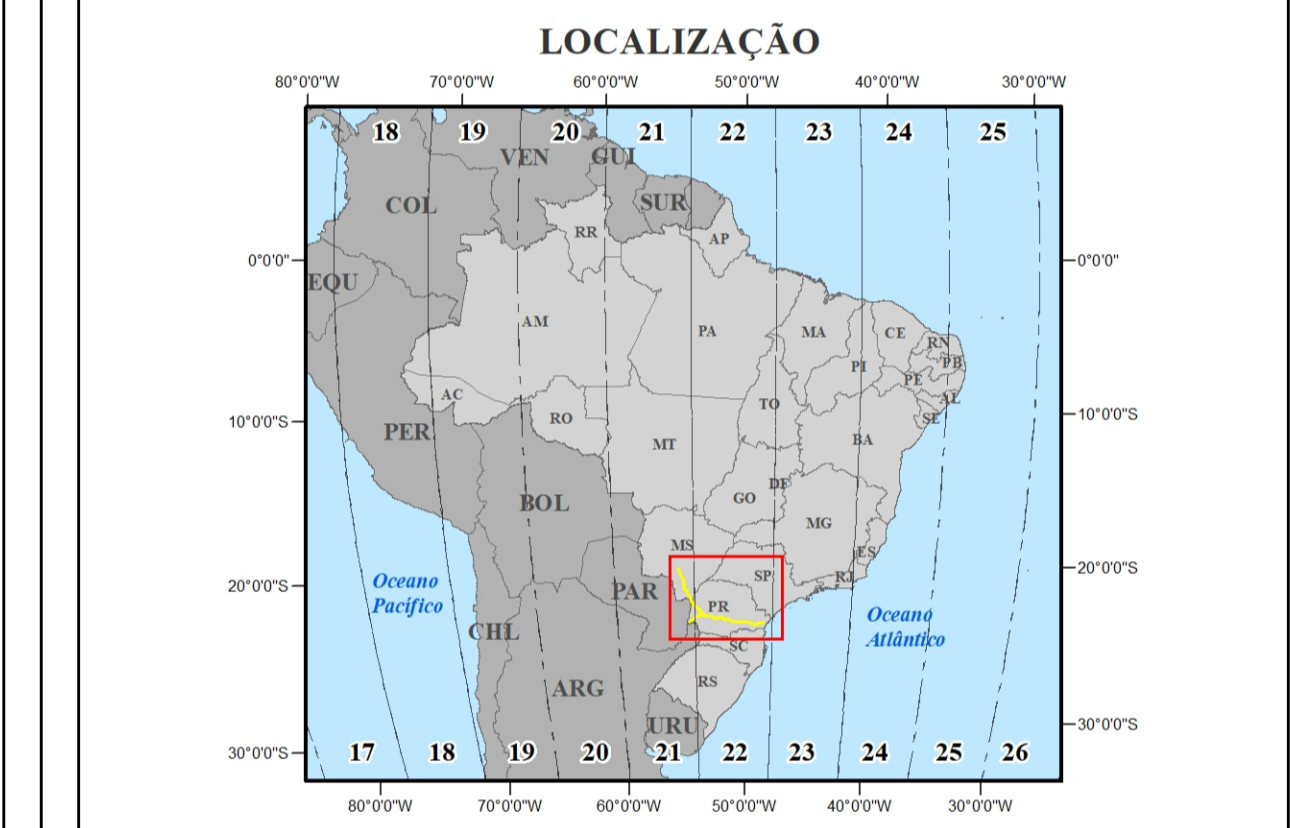 LOCALIZAÇÃO
80°0'0"W 70°0'0"W 60°0'0"W 50°0'0"W 40°0'0"W 30°0'0"W
18 19 20 21 22 23 24 25
VEN GUI
COL SUR
RR AP
0°0'0" 0°0'0"
EQU
AM PA MA CE
RN
PB
PI
PE
AC AL
TO
10°0'0"S RO SE 10°0'0"S
PER MT BA
BOL GO DF
MG
MS ES
SP RJ
20°0'0"S 20°0'0"S
Oceano
Pacífico
PAR
PR
Oceano
Atlântico
CHL
SC
ARG RS
URU
30°0'0"S 30°0'0"S
17 18 19 20 21 22 23 24 25 26
80°0'0"W 70°0'0"W 60°0'0"W 50°0'0"W 40°0'0"W 30°0'0"W